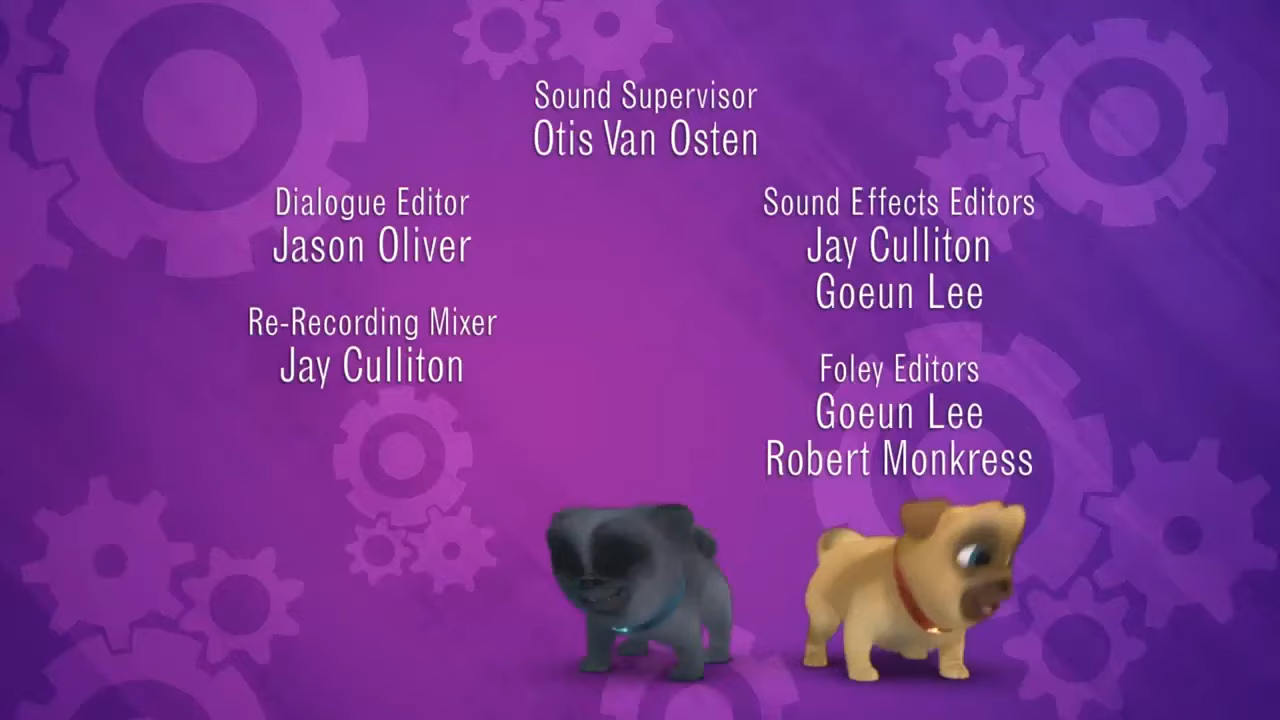 Sound Supervisor
Otis Van Osten
Dialogue Editor
Jason Oliver
Re-Recording Mixer
Jay Culliton
Sound Effects Editors
Jay Culliton
Goeun Lee
Foley Editors
Goeun Lee
Robert Monkress